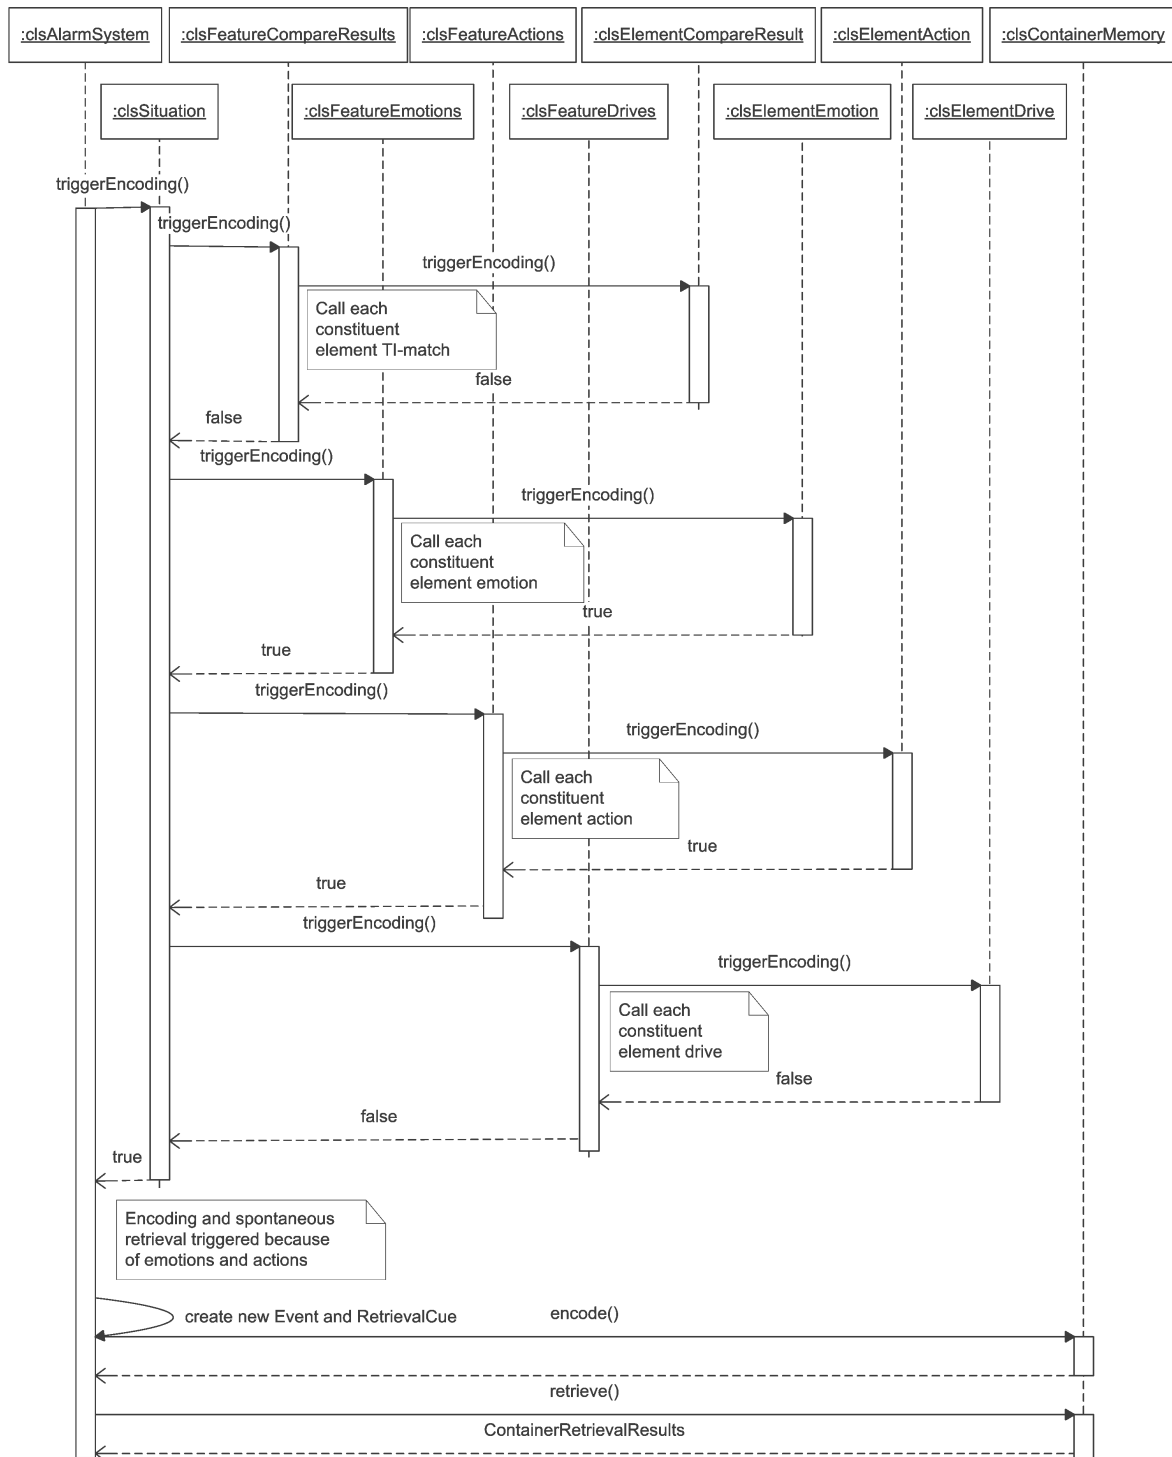 :clsAlarmSystem
:clsFeatureCompareResults
:clsFeatureActions
:clsElementCompareResult
:clsElementAction
:clsContainerMemory
:clsSituation
:clsFeatureEmotions
:clsFeatureDrives
:clsElementEmotion
:clsElementDrive
triggerEncoding()
triggerEncoding()
triggerEncoding()
Call each
constituent
element TI-match
false
false
triggerEncoding()
triggerEncoding()
Call each
constituent
element emotion
true
true
triggerEncoding()
triggerEncoding()
Call each
constituent
element action
true
true
triggerEncoding()
triggerEncoding()
Call each
constituent
element drive
false
false
true
Encoding and spontaneous
retrieval triggered because
of emotions and actions
create new Event and RetrievalCue
encode()
retrieve()
ContainerRetrievalResults